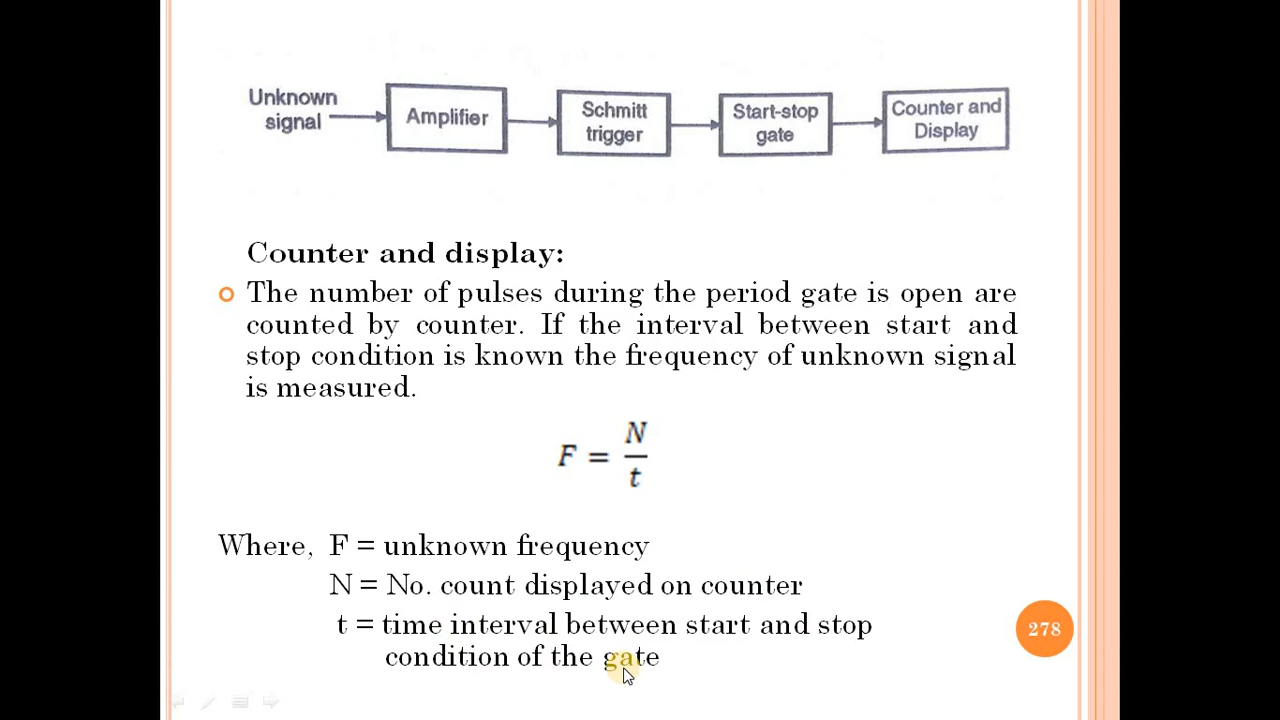 Unknown
signal
Amplifier
Schmitt
trigger
Start-stop
gate
Counter and
Display
Counter and display:
The number of pulses during the period gate is open are
counted by counter. If the interval between start and
stop condition is known the frequency of unknown signal
is measured.
F = N/t
Where, F = unknown frequency
N = No. count displayed on counter
t = time interval between start and stop
condition of the gate
278